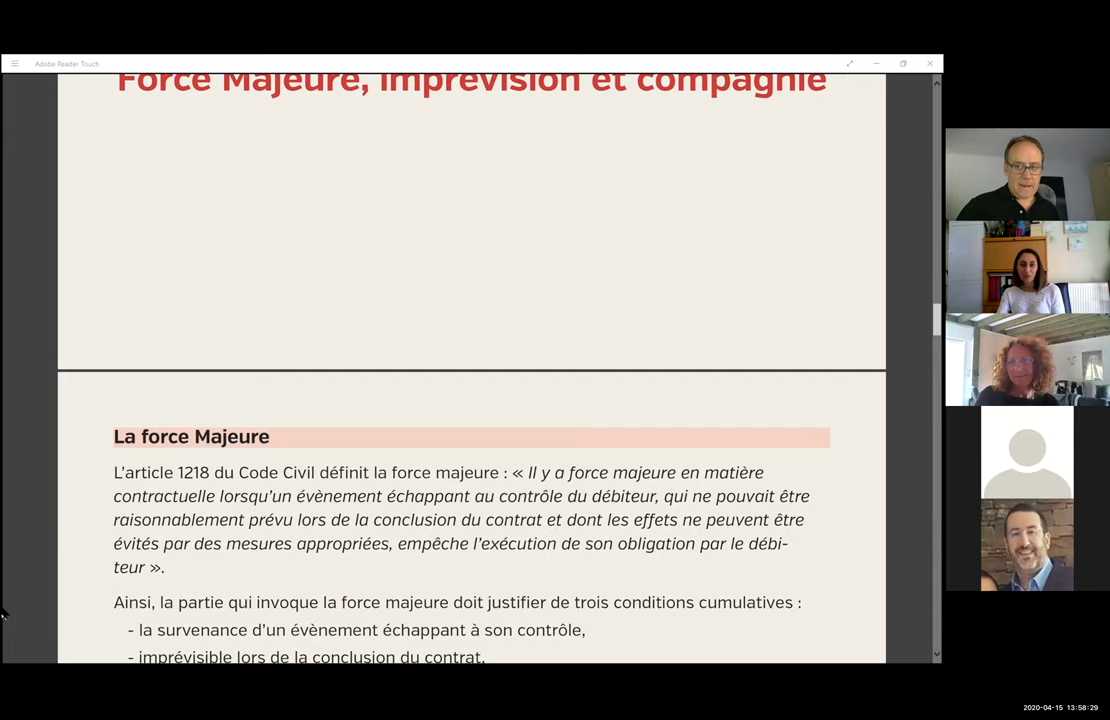 Adobe Reader Touch
Force Majeure, imprévision et compagnie
La force Majeure
L'article 1218 du Code Civil définit la force majeure : « Il y a force majeure en matière
contractuelle lorsqu'un évènement échappant au contrôle du débiteur, qui ne pouvait être
raisonnablement prévu lors de la conclusion du contrat et dont les effets ne peuvent être
évités par des mesures appropriées, empêche l'exécution de son obligation par le débi-
teur ».
Ainsi, la partie qui invoque la force majeure doit justifier de trois conditions cumulatives :
- la survenance d'un évènement échappant à son contrôle,
- imprévisible lors de la conclusion du contrat,
2020-04-15 13:58:29